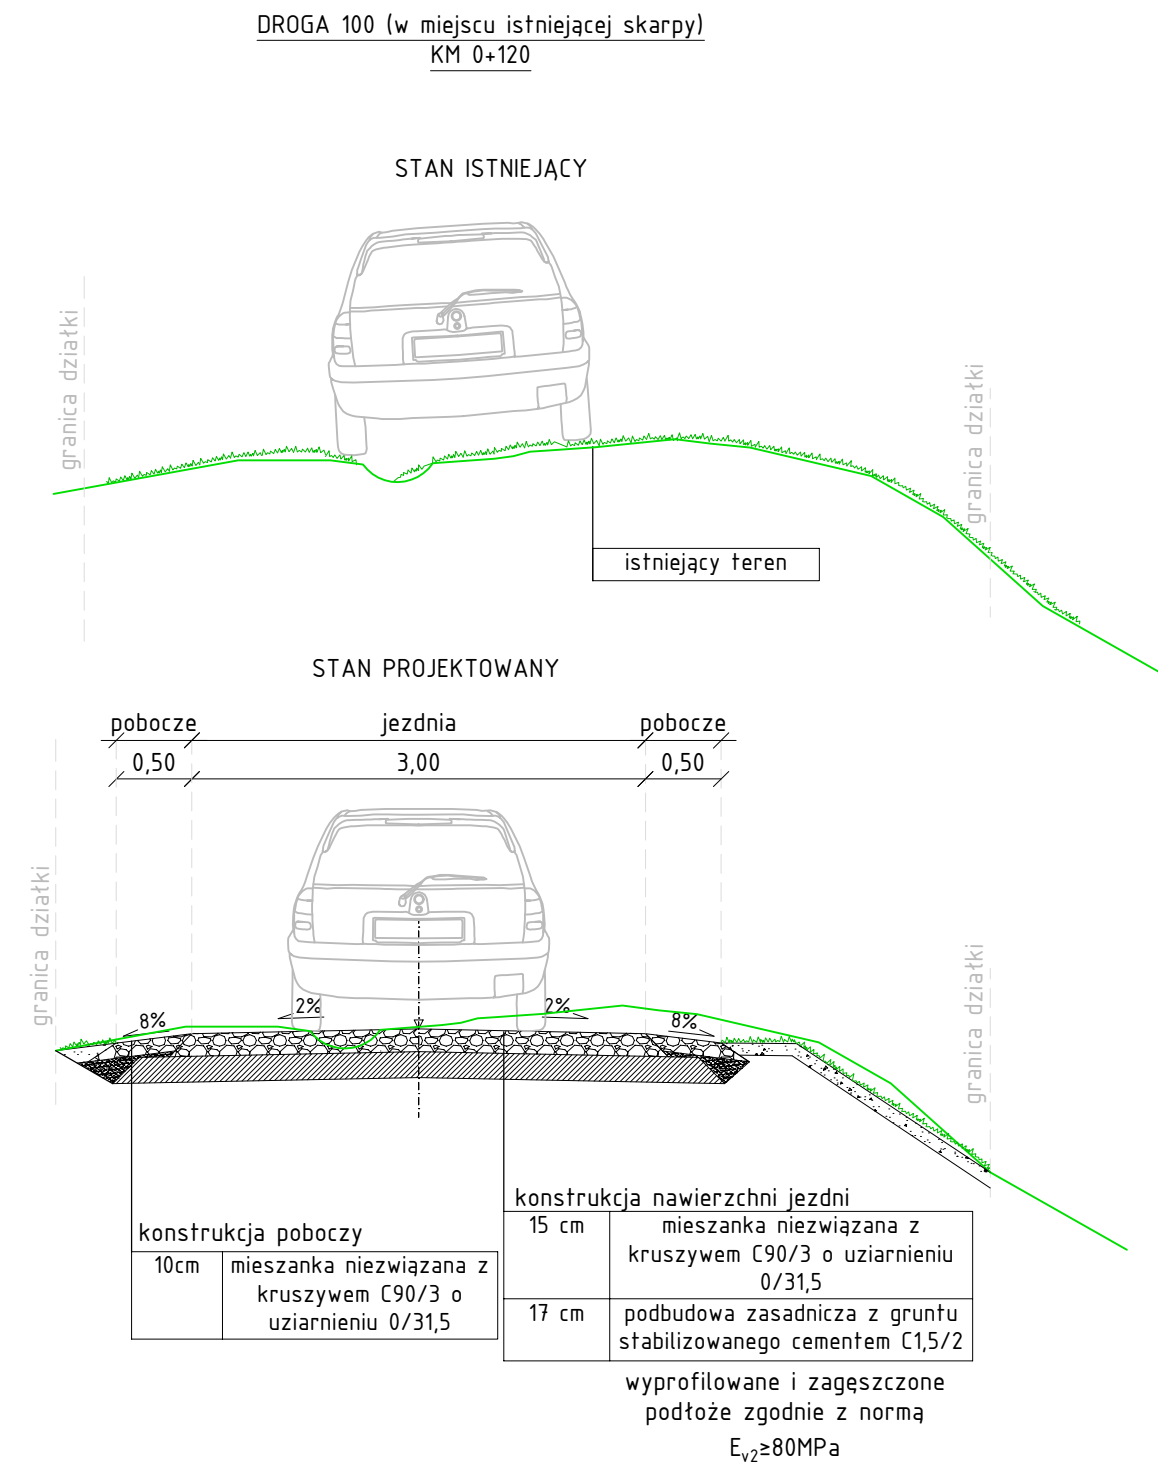 DROGA 100 (w miejscu istniejącej skarpy)
KM 0+120
STAN ISTNIEJĄCY
granica działki
granica działki
istniejący teren
STAN PROJEKTOWANY
pobocze
jezdnia
pobocze
0,50
3,00
0,50
granica działki
granica działki
8%
2%
2%
8%
konstrukcja poboczy
10cm
mieszanka niezwiązana z
kruszywem C90/3 o
uziarnieniu 0/31,5
konstrukcja nawierzchni jezdni
15 cm
mieszanka niezwiązana z
kruszywem C90/3 o uziarnieniu
0/31,5
17 cm
podbudowa zasadnicza z gruntu
stabilizowanego cementem C1,5/2
wyprofilowane i zagęszczone
podłoże zgodnie z normą
Ev2≥80MPa